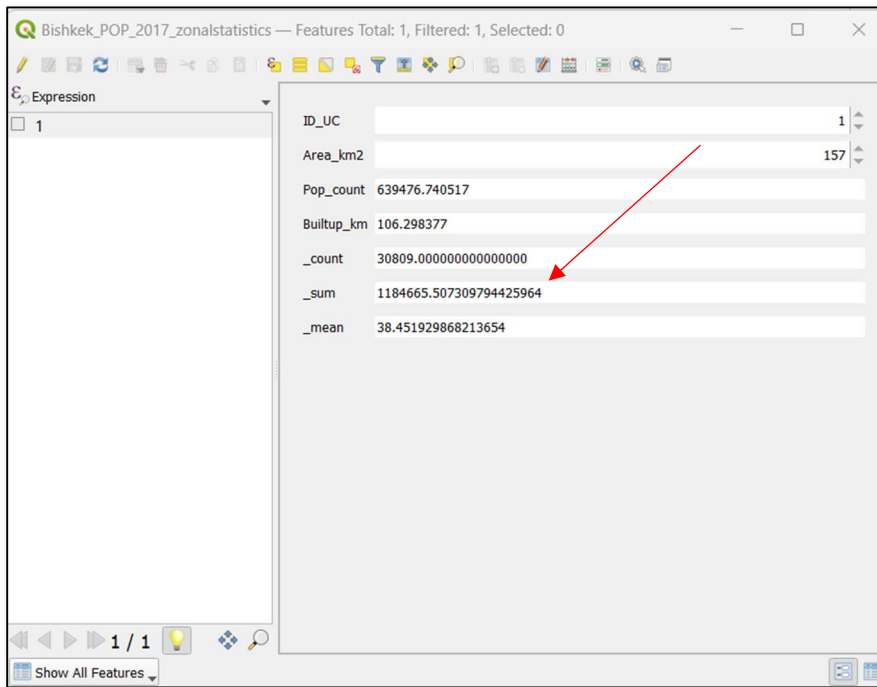 Bishkek_POP_2017_zonalstatistics — Features Total: 1, Filtered: 1, Selected: 0
Expression
1
ID_UC 1
Area_km2 157
Pop_count 639476.740517
Builtup_km 106.298377
_count 30809.000000000000000
_sum 1184665.507309794425964
_mean 38.451929868213654
1 / 1
Show All Features